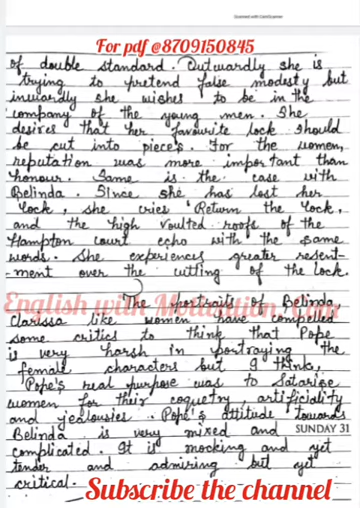 Scanned with CamScanner
For pdf @8709150845
of double standard. Outwardly she is
trying to pretend false modesty but
inwardly she wishes to be in the
company of the young men. She
desires that her favourite lock should
be cut into pieces. For the women,
reputation was more important than
honour. Same is the case with
Belinda. Since she has lost her
lock, she cries 'Return the lock,
and the high voulted roofs of the
Hampton court echo with the same
words. She experiences greater resent-
-ment over the cutting of the lock.
English with
The portraits of Belinda,
Clarissa like women have compelled
some critics to think that Pope
is very harsh in portraying the
female characters but I think,
Pope's real purpose was to Satarise
women for their coquetry, artificiality
and jealousies. Pope's attitude towards
Belinda is very mixed and SUNDAY 31
complicated. It is mocking and yet
tender and admiring but yet
critical.
Subscribe the channel